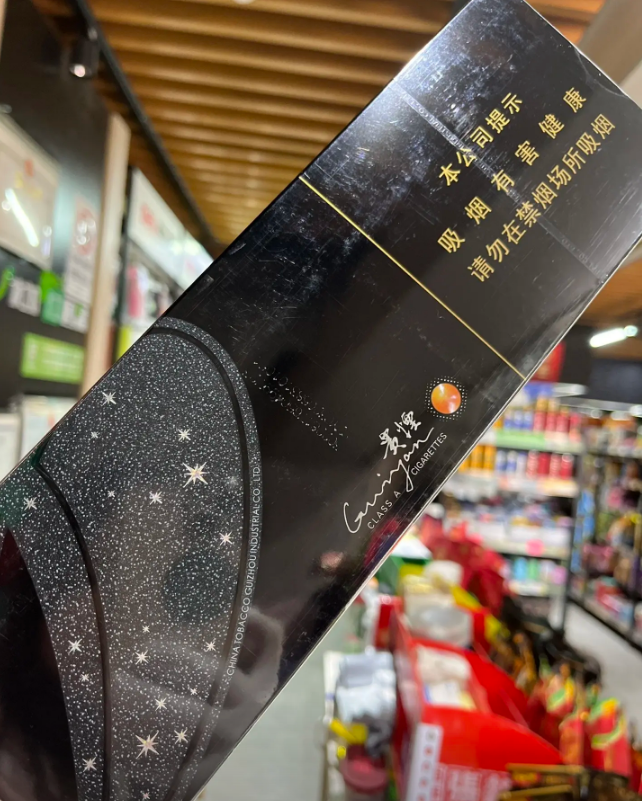 本公司提示
吸烟有害健康
请勿在禁烟场所吸烟
贵煙
Guiyan
CLASS A CIGARETTES
CHINA TOBACCO GUIZHOU INDUSTRIAL CO., LTD.